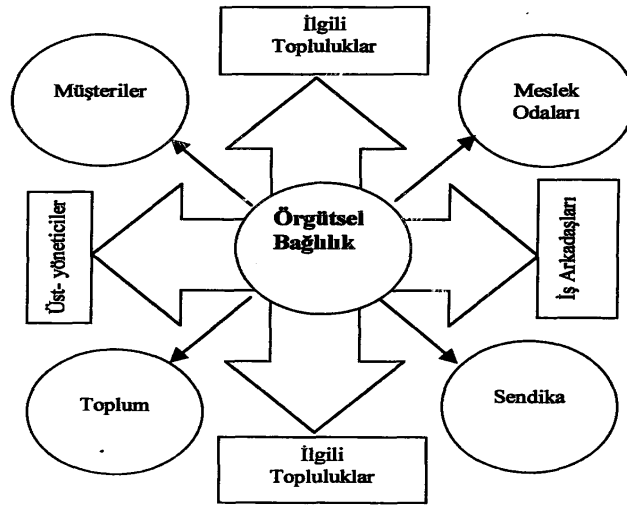 İlgili
Topluluklar
Müşteriler
Meslek
Odaları
Örgütsel
Bağlılık
Üst- yöneticiler
İş Arkadaşları
Toplum
Sendika
İlgili
Topluluklar